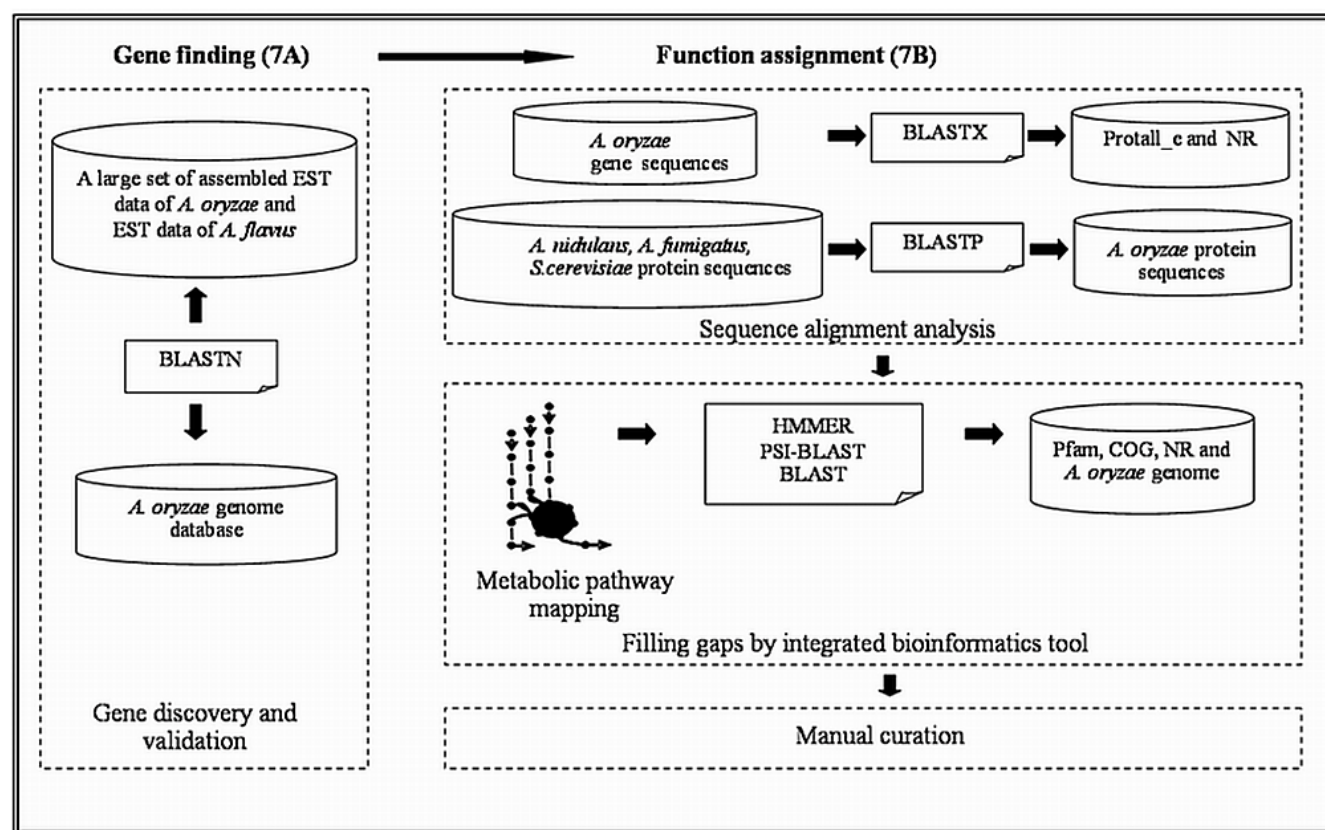 Gene finding (7A)
Function assignment (7B)
A large set of assembled EST
data of A. oryzae and
EST data of A. flavus
BLASTN
A. oryzae genome
database
Gene discovery and
validation
A. oryzae
gene sequences
BLASTX
Protall_e and NR
A. nidulans, A. fumigatus,
S.cerevisiae protein sequences
BLASTP
A. oryzae protein
sequences
Sequence alignment analysis
Metabolic pathway
mapping
HMMER
PSI-BLAST
BLAST
Pfam, COG, NR and
A. oryzae genome
Filling gaps by integrated bioinformatics tool
Manual curation